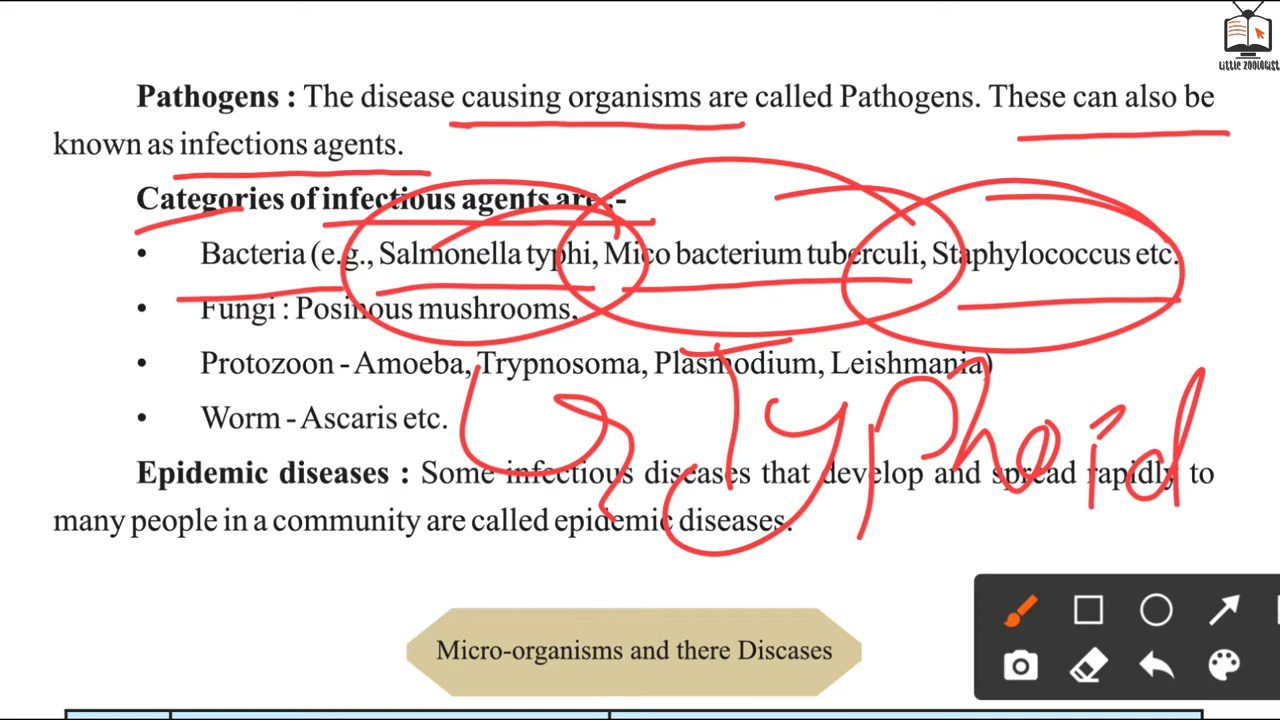 LITTLE ZOOLOGIST
Pathogens : The disease causing organisms are called Pathogens. These can also be
known as infections agents.
Categories of infectious agents are :-
• Bacteria (e.g., Salmonella typhi, Mico bacterium tuberculi, Staphylococcus etc.
• Fungi : Posinous mushrooms,
• Protozoon - Amoeba, Trypnosoma, Plasmodium, Leishmania)
• Worm - Ascaris etc.
Typhoid
Epidemic diseases : Some infectious diseases that develop and spread rapidly to
many people in a community are called epidemic diseases.
Micro-organisms and there Discases